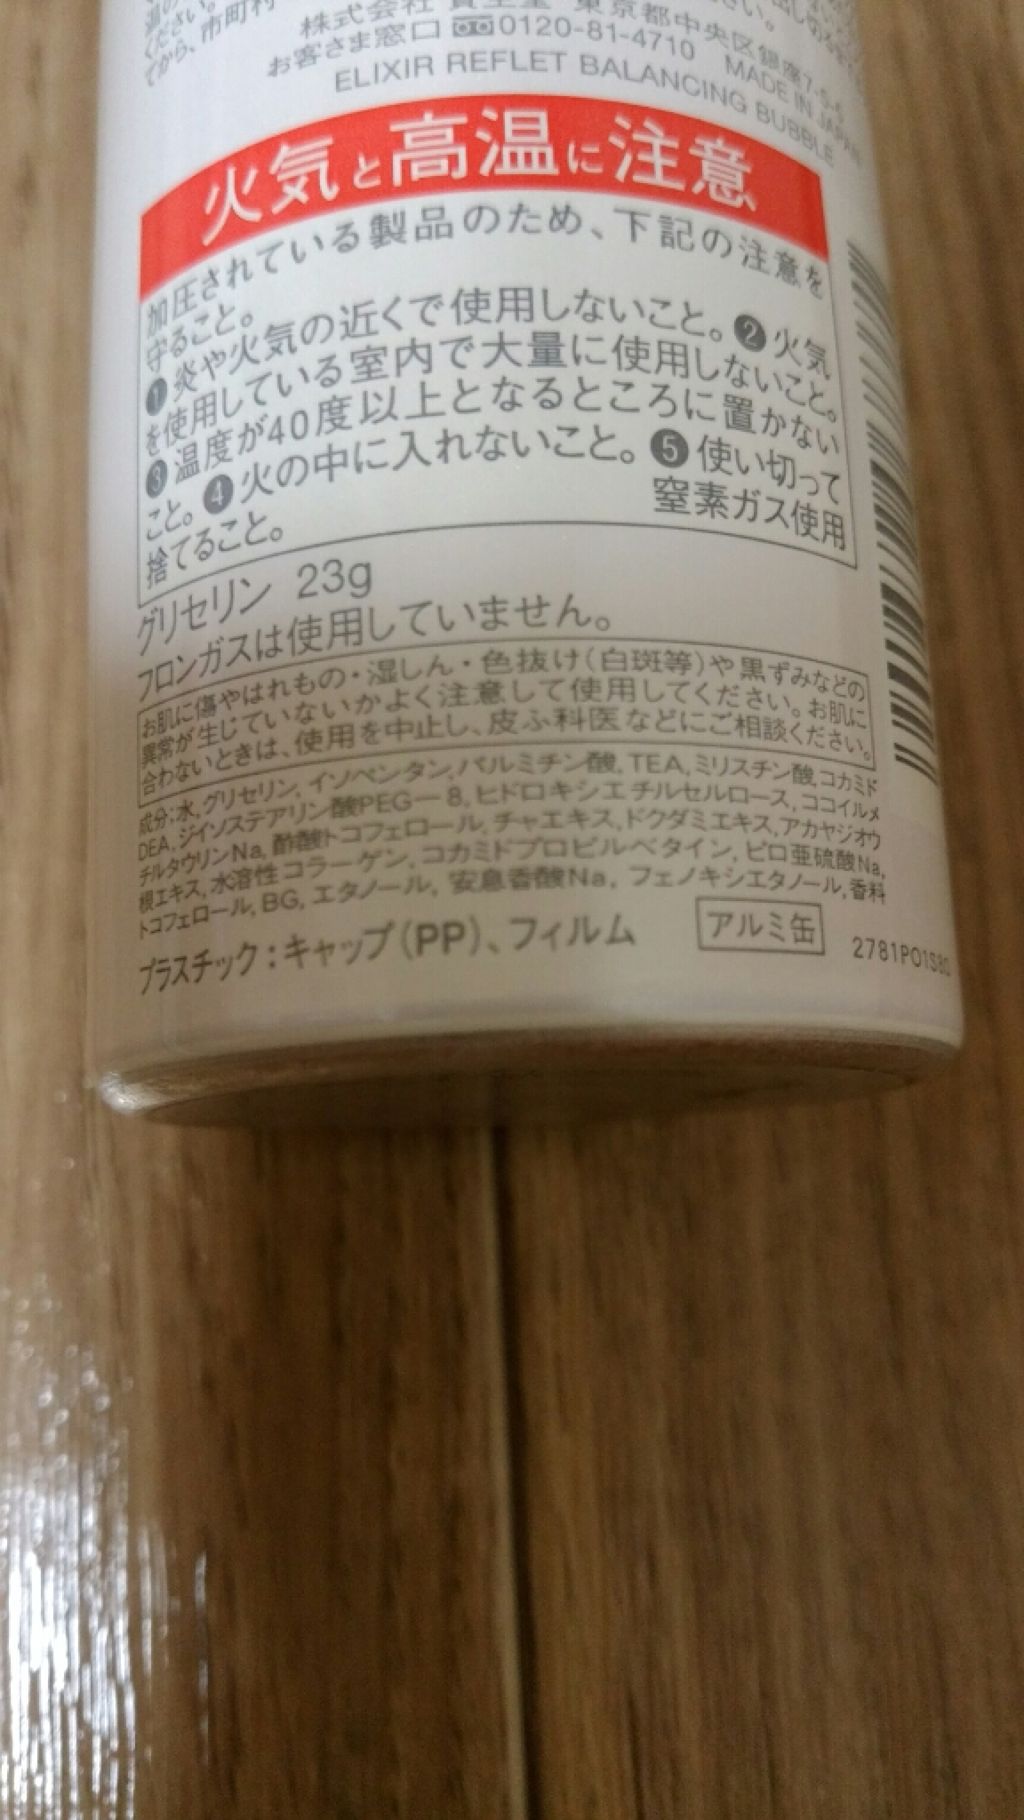 ください。
てから、市町村
株式会社 資生堂 東京都中央区銀座7-5-5
お客さま窓口 0120-81-4710 MADE IN JAPAN
ELIXIR REFLET BALANCING BUBBLE
火気と高温に注意
加圧されている製品のため、下記の注意を
守ること。
❶炎や火気の近くで使用しないこと。❷火気
を使用している室内で大量に使用しないこと。
❸温度が40度以上となるところに置かない
こと。❹火の中に入れないこと。❺使い切って
捨てること。 窒素ガス使用
グリセリン 23g
フロンガスは使用していません。
お肌に傷やはれもの・湿しん・色抜け(白斑等)や黒ずみなどの
異常が生じていないかよく注意して使用してください。お肌に
合わないときは、使用を中止し、皮ふ科医などにご相談ください。
成分:水,グリセリン,イソペンタン,パルミチン酸,TEA,ミリスチン酸,コカミド
DEA,ジイソステアリン酸PEG-8,ヒドロキシエチルセルロース,ココイルメ
チルタウリンNa,酢酸トコフェロール,チャエキス,ドクダミエキス,アカヤジオウ
根エキス,水溶性コラーゲン,コカミドプロピルベタイン,ピロ亜硫酸Na,
トコフェロール,BG,エタノール,安息香酸Na,フェノキシエタノール,香料
プラスチック:キャップ(PP)、フィルム
アルミ缶
2781P01S80